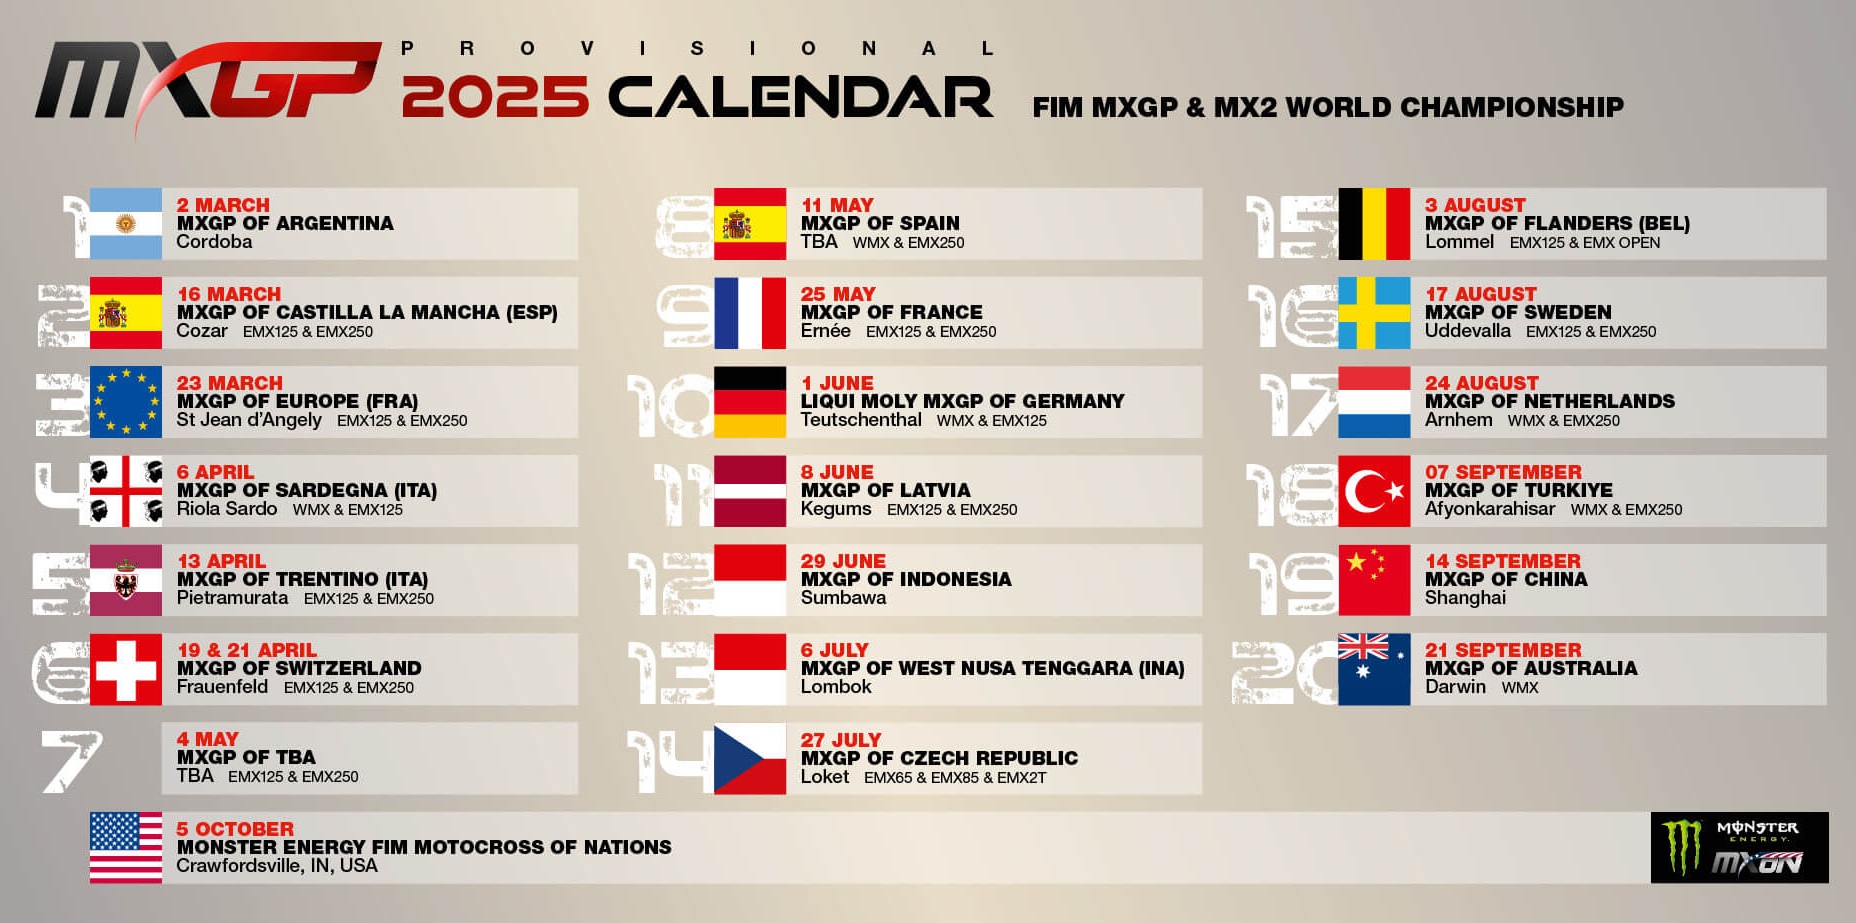 MXGP
PROVISIONAL
2025 CALENDAR
FIM MXGP & MX2 WORLD CHAMPIONSHIP
1
2 MARCH
MXGP OF ARGENTINA
Cordoba
2
16 MARCH
MXGP OF CASTILLA LA MANCHA (ESP)
Cozar EMX125 & EMX250
3
23 MARCH
MXGP OF EUROPE (FRA)
St Jean d’Angely EMX125 & EMX250
4
6 APRIL
MXGP OF SARDEGNA (ITA)
Riola Sardo WMX & EMX125
5
13 APRIL
MXGP OF TRENTINO (ITA)
Pietramurata EMX125 & EMX250
6
19 & 21 APRIL
MXGP OF SWITZERLAND
Frauenfeld EMX125 & EMX250
7
4 MAY
MXGP OF TBA
TBA EMX125 & EMX250
8
11 MAY
MXGP OF SPAIN
TBA WMX & EMX250
9
25 MAY
MXGP OF FRANCE
Ernée EMX125 & EMX250
10
1 JUNE
LIQUI MOLY MXGP OF GERMANY
Teutschenthal WMX & EMX125
11
8 JUNE
MXGP OF LATVIA
Kegums EMX125 & EMX250
12
29 JUNE
MXGP OF INDONESIA
Sumbawa
13
6 JULY
MXGP OF WEST NUSA TENGGARA (INA)
Lombok
14
27 JULY
MXGP OF CZECH REPUBLIC
Loket EMX65 & EMX85 & EMX2T
15
3 AUGUST
MXGP OF FLANDERS (BEL)
Lommel EMX125 & EMX OPEN
16
17 AUGUST
MXGP OF SWEDEN
Uddevalla EMX125 & EMX250
17
24 AUGUST
MXGP OF NETHERLANDS
Arnhem WMX & EMX250
18
07 SEPTEMBER
MXGP OF TURKIYE
Afyonkarahisar WMX & EMX250
19
14 SEPTEMBER
MXGP OF CHINA
Shanghai
20
21 SEPTEMBER
MXGP OF AUSTRALIA
Darwin WMX
5 OCTOBER
MONSTER ENERGY FIM MOTOCROSS OF NATIONS
Crawfordsville, IN, USA
MONSTER
ENERGY
MXON